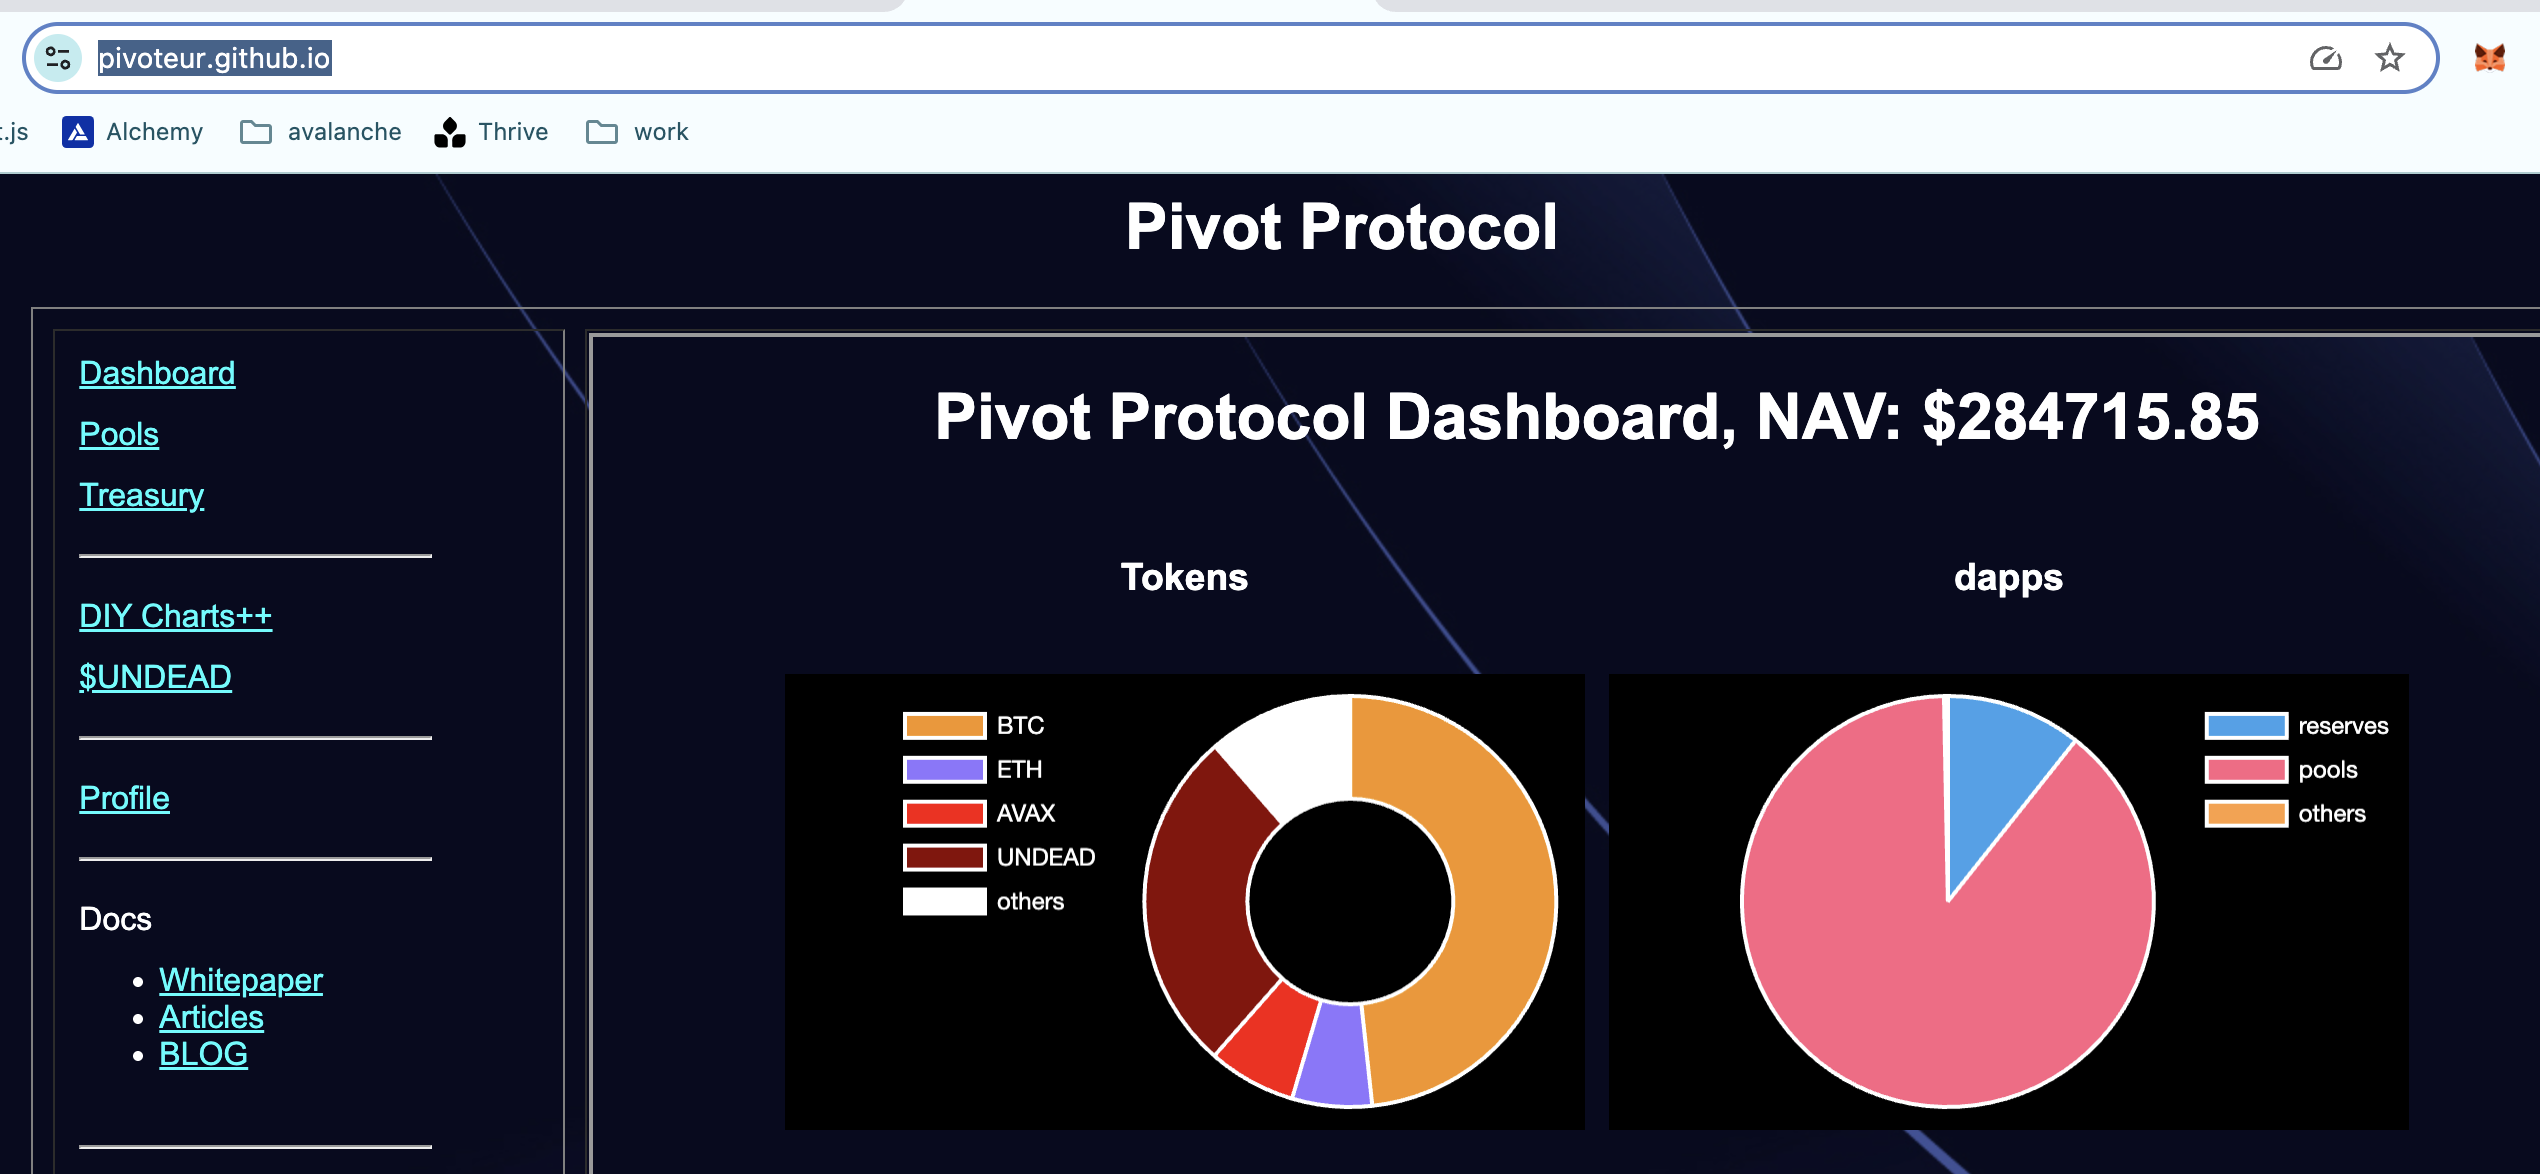 pivoteur.github.io
.js Alchemy avalanche Thrive work
Pivot Protocol
Dashboard
Pools
Treasury
DIY Charts++
$UNDEAD
Profile
Docs
Whitepaper
Articles
BLOG
Pivot Protocol Dashboard, NAV: $284715.85
Tokens
BTC
ETH
AVAX
UNDEAD
others
dapps
reserves
pools
others